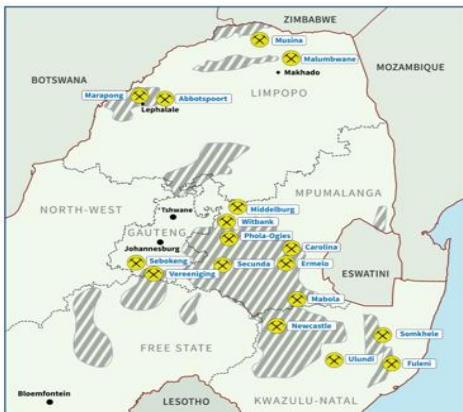 ZIMBABWE
Musina
Malumbwane
MOZAMBIQUE
Makhado
BOTSWANA
LIMPOPO
Marapong
Abbotspoort
Lephalale
MPUMALANGA
NORTH-WEST
Tshwane
Middelburg
Witbank
GAUTENG
Phola-Ogies
Johannesburg
Carolina
Sebokeng
Secunda
Ermelo
ESWATINI
Vereeniging
Mabola
Newcastle
Somkhele
FREE STATE
Ulundi
Fuleni
Bloemfontein
LESOTHO
KWAZULU-NATAL